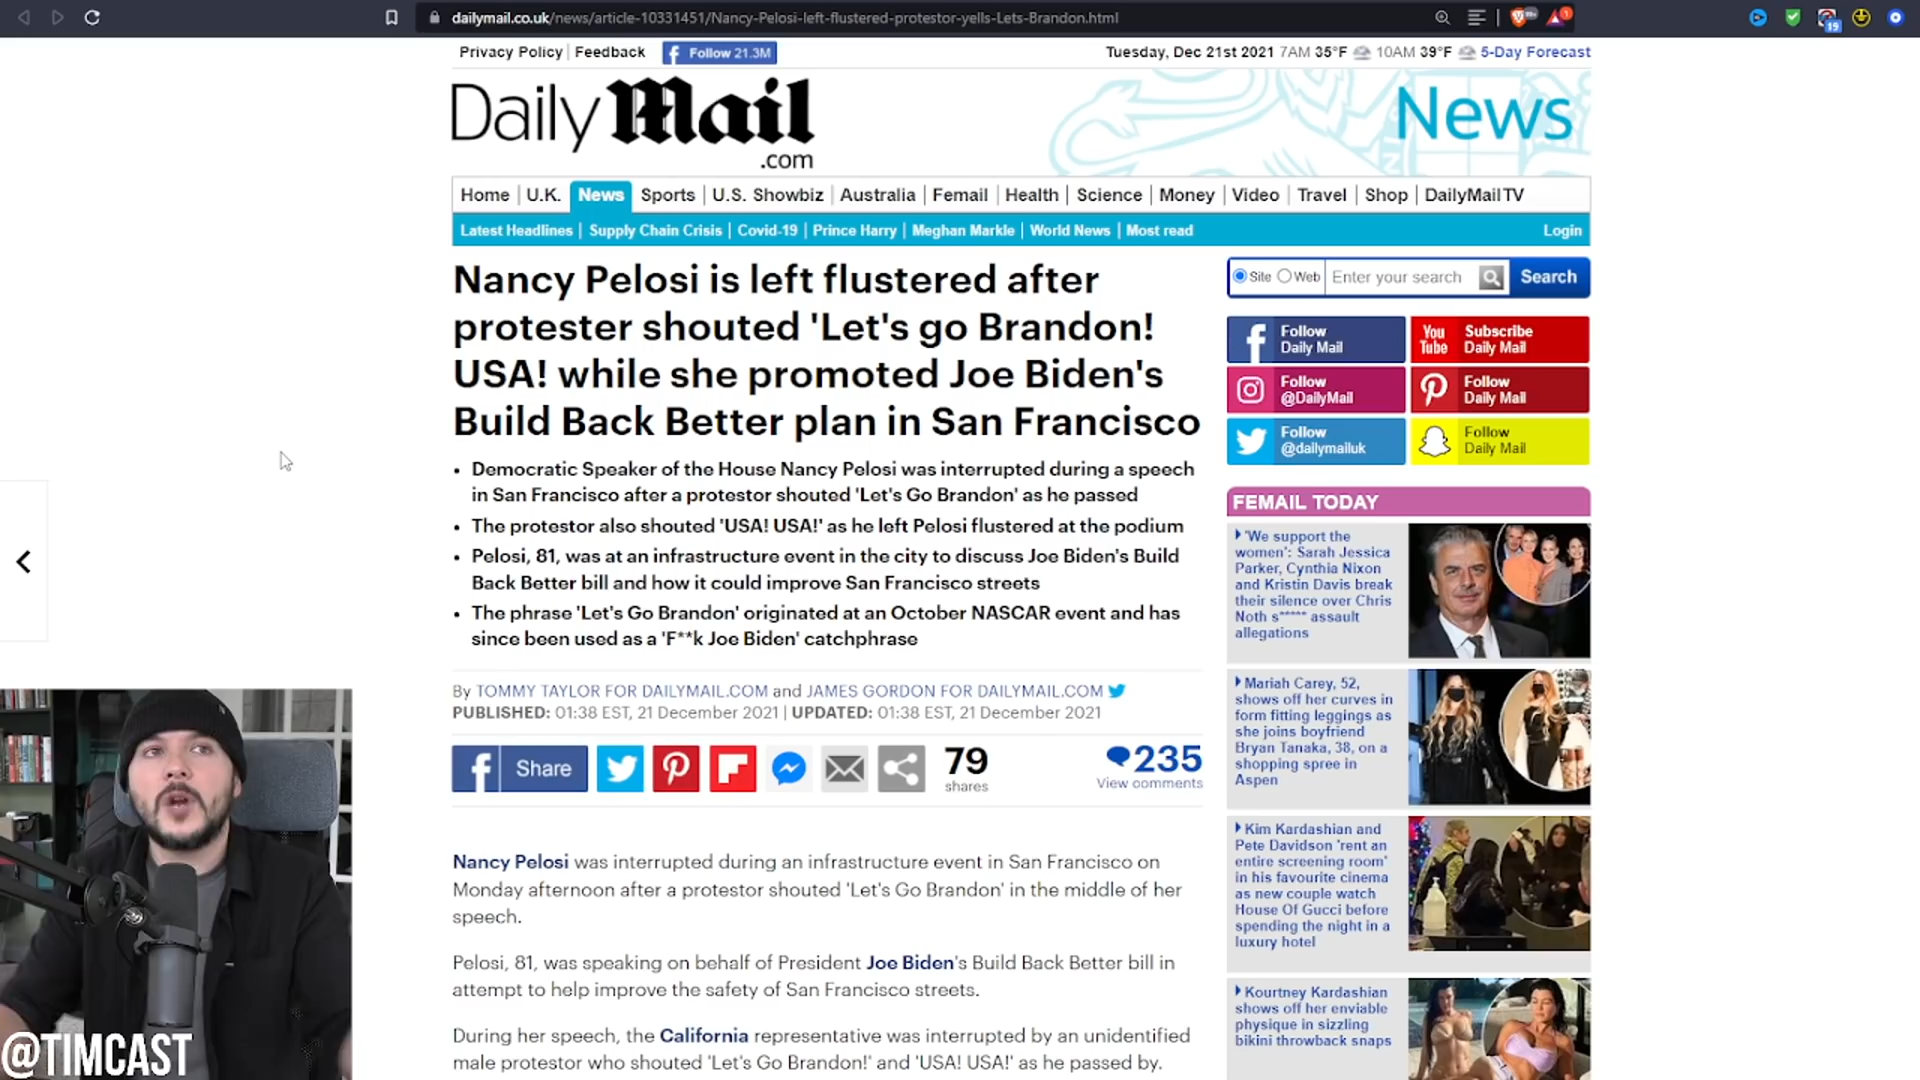 dailymail.co.uk/news/article-10331451/Nancy-Pelosi-left-flustered-protestor-yells-Lets-Brandon.html
19
Privacy Policy | Feedback
Follow 21.3M
Tuesday, Dec 21st 2021 7AM 35°F 10AM 39°F 5-Day Forecast
Daily Mail
.com
News
Home | U.K. News Sports | U.S. Showbiz | Australia | Femail | Health | Science | Money | Video | Travel | Shop | DailyMailTV
Latest Headlines | Supply Chain Crisis | Covid-19 | Prince Harry | Meghan Markle | World News | Most read
Login
Nancy Pelosi is left flustered after
protester shouted 'Let's go Brandon!
USA! while she promoted Joe Biden's
Build Back Better plan in San Francisco
• Democratic Speaker of the House Nancy Pelosi was interrupted during a speech
in San Francisco after a protestor shouted 'Let's Go Brandon' as he passed
• The protestor also shouted 'USA! USA!' as he left Pelosi flustered at the podium
• Pelosi, 81, was at an infrastructure event in the city to discuss Joe Biden's Build
Back Better bill and how it could improve San Francisco streets
• The phrase 'Let's Go Brandon' originated at an October NASCAR event and has
since been used as a 'F**k Joe Biden' catchphrase
By TOMMY TAYLOR FOR DAILYMAIL.COM and JAMES GORDON FOR DAILYMAIL.COM
PUBLISHED: 01:38 EST, 21 December 2021 | UPDATED: 01:38 EST, 21 December 2021
Share
79
shares
235
View comments
Nancy Pelosi was interrupted during an infrastructure event in San Francisco on
Monday afternoon after a protestor shouted 'Let's Go Brandon' in the middle of her
speech.
Pelosi, 81, was speaking on behalf of President Joe Biden's Build Back Better bill in
attempt to help improve the safety of San Francisco streets.
During her speech, the California representative was interrupted by an unidentified
male protestor who shouted 'Let's Go Brandon!' and 'USA! USA!' as he passed by.
Site Web Enter your search Search
Follow
Daily Mail
You
Tube
Subscribe
Daily Mail
Follow
@DailyMail
Follow
Daily Mail
Follow
@dailymailuk
Follow
Daily Mail
FEMAIL TODAY
'We support the
women': Sarah Jessica
Parker, Cynthia Nixon
and Kristin Davis break
their silence over Chris
Noth s***** assault
allegations
Mariah Carey, 52,
shows off her curves in
form fitting leggings as
she joins boyfriend
Bryan Tanaka, 38, on a
shopping spree in
Aspen
Kim Kardashian and
Pete Davidson 'rent an
entire screening room'
in his favourite cinema
as new couple watch
House Of Gucci before
spending the night in a
luxury hotel
Kourtney Kardashian
shows off her enviable
physique in sizzling
bikini throwback snaps
@TIMCAST